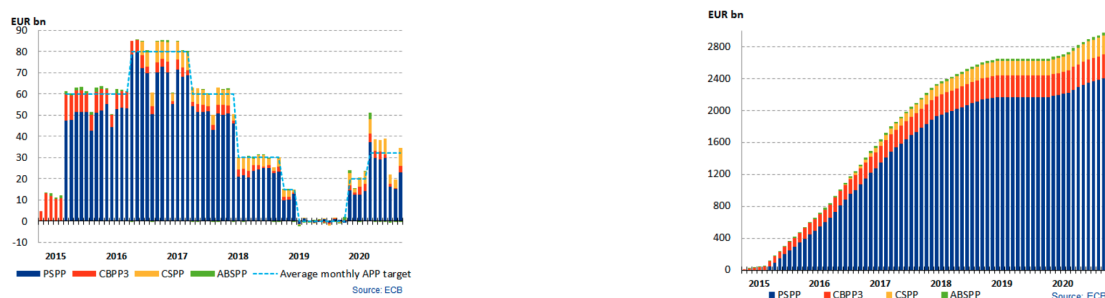 EUR bn
90
80
70
60
50
40
30
20
10
0
-10
2015 2016 2017 2018 2019 2020
PSPP CBPP3 CSPP ABSPP Average monthly APP target
Source: ECB
EUR bn
2800
2400
2000
1600
1200
800
400
0
2015 2016 2017 2018 2019 2020
PSPP CBPP3 CSPP ABSPP Source: ECB